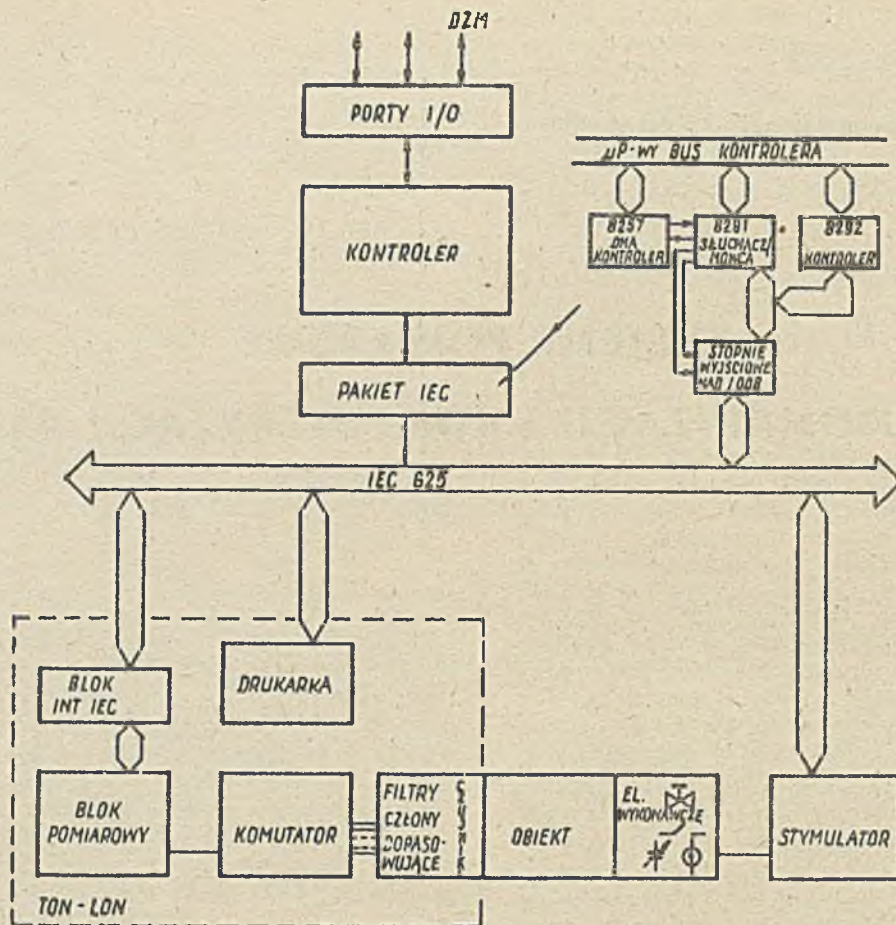 DZM
PORTY I/O
KONTROLER
PAKIET IEC
µP-WY BUS KONTROLERA
8257
DMA
KONTROLER
8291
SŁUCHACZ/
MÓWCA
8292
KONTROLER
STOPNIE
WYJŚCIOWE
IEC 625
BLOK
INT IEC
DRUKARKA
BLOK
POMIAROWY
KOMUTATOR
FILTRY
CZŁONY
DOPASO-
WUJĄCE
OBIEKT
EL.
WYKONAWCZE
STYMULATOR
TON-LON